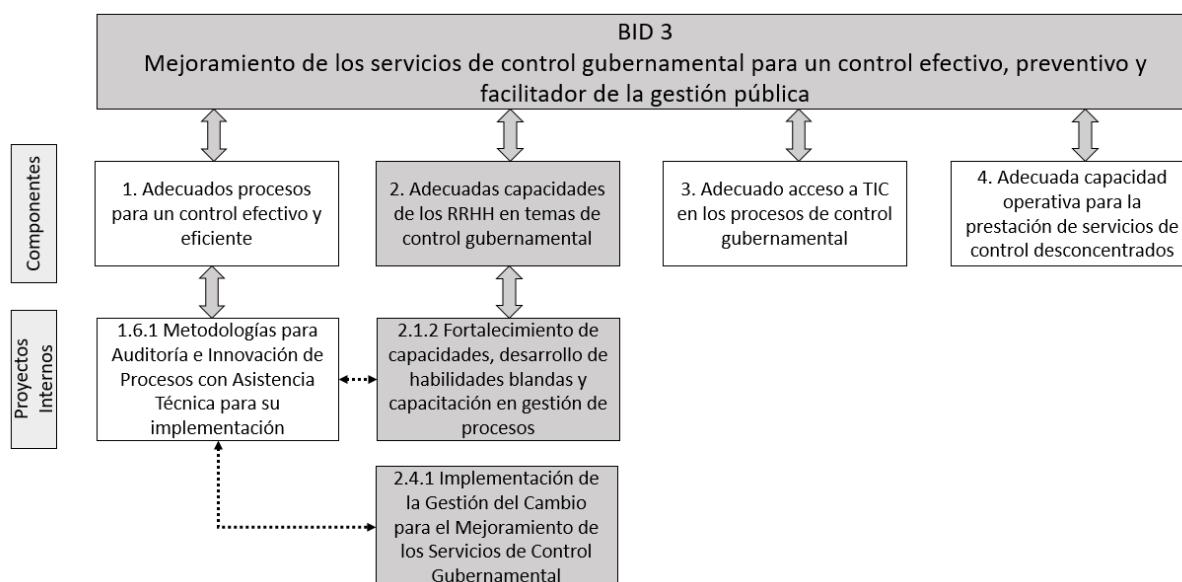 BID 3
Mejoramiento de los servicios de control gubernamental para un control efectivo, preventivo y
facilitador de la gestión pública
Componentes
1. Adecuados procesos
para un control efectivo y
eficiente
2. Adecuadas capacidades
de los RRHH en temas de
control gubernamental
3. Adecuado acceso a TIC
en los procesos de control
gubernamental
4. Adecuada capacidad
operativa para la
prestación de servicios de
control desconcentrados
Proyectos
Internos
1.6.1 Metodologías para
Auditoría e Innovación de
Procesos con Asistencia
Técnica para su
implementación
2.1.2 Fortalecimiento de
capacidades, desarrollo de
habilidades blandas y
capacitación en gestión de
procesos
2.4.1 Implementación de
la Gestión del Cambio
para el Mejoramiento de
los Servicios de Control
Gubernamental